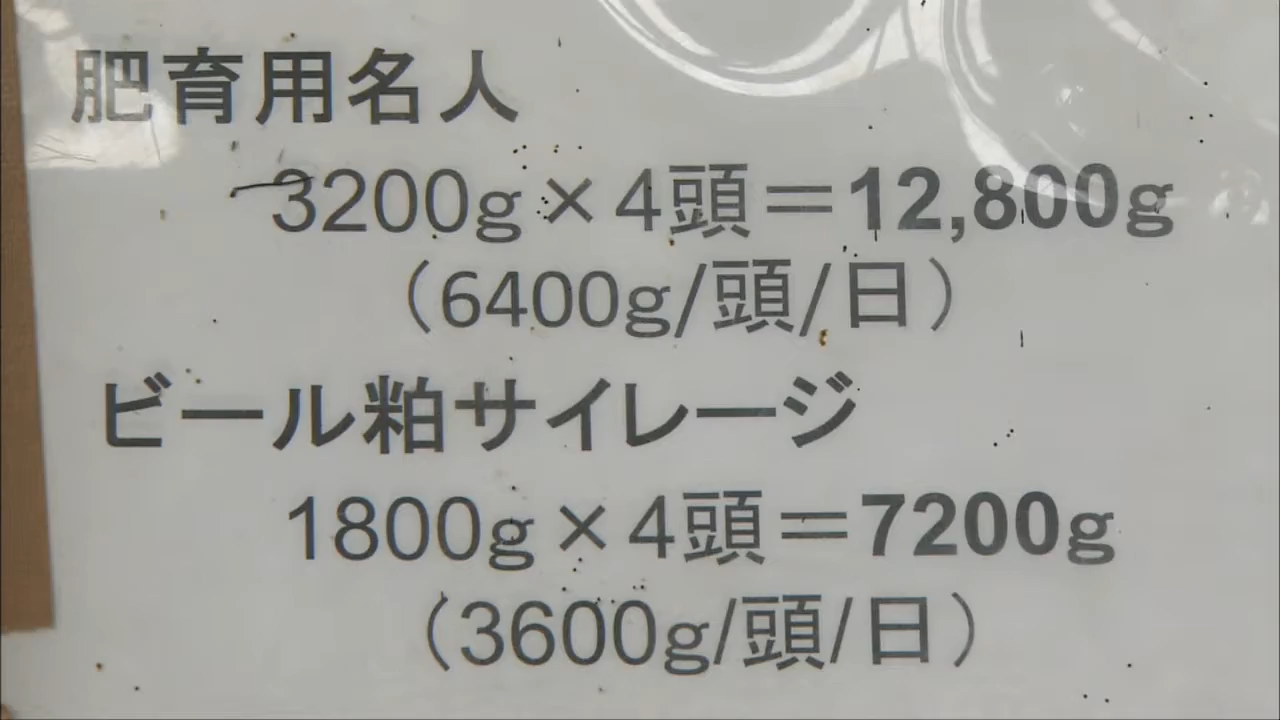 肥育用名人
3200g×4頭＝12,800g
（6400g/頭/日）
ビール粕サイレージ
1800g×4頭＝7200g
（3600g/頭/日）